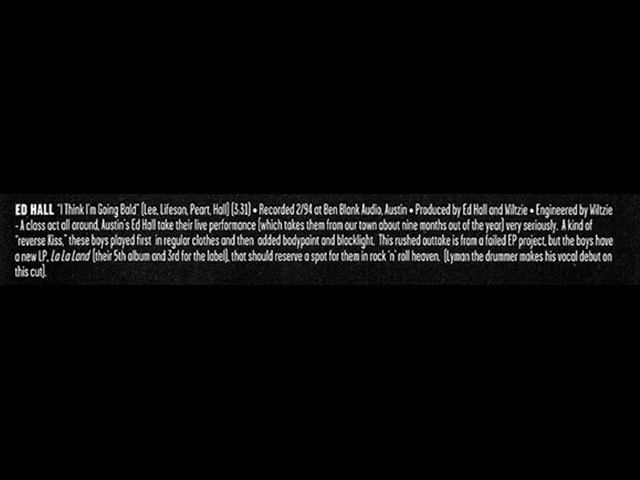 ED HALL "I Think I'm Going Bald" (Lee, Lifeson, Peart, Hall) (3.31) • Recorded 2/94 at Ben Blank Audio, Austin • Produced by Ed Hall and Wiltzie • Engineered by Wiltzie
- A class act all around, Austin's Ed Hall take their live performance (which takes them from our town about nine months out of the year) very seriously. A kind of
"reverse Kiss," these boys played first in regular clothes and then added bodypaint and blacklight. This rushed outtake is from a failed EP project, but the boys have
a new LP, La La Land (their 5th album and 3rd for the label), that should reserve a spot for them in rock 'n' roll heaven. (Lyman the drummer makes his vocal debut on
this cut).